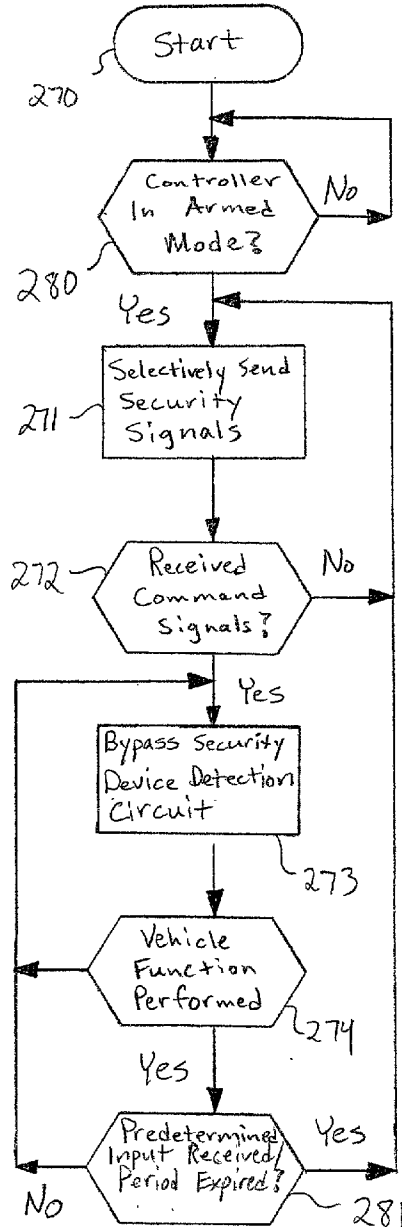 Start
270
Controller
In Armed
Mode?
No
280
Yes
Selectively Send
Security
Signals
271
272
Received
Command
Signals?
No
Yes
Bypass Security
Device Detection
Circuit
273
Vehicle
Function
Performed
274
Yes
Predetermined
Input Received/
Period Expired?
Yes
No
281